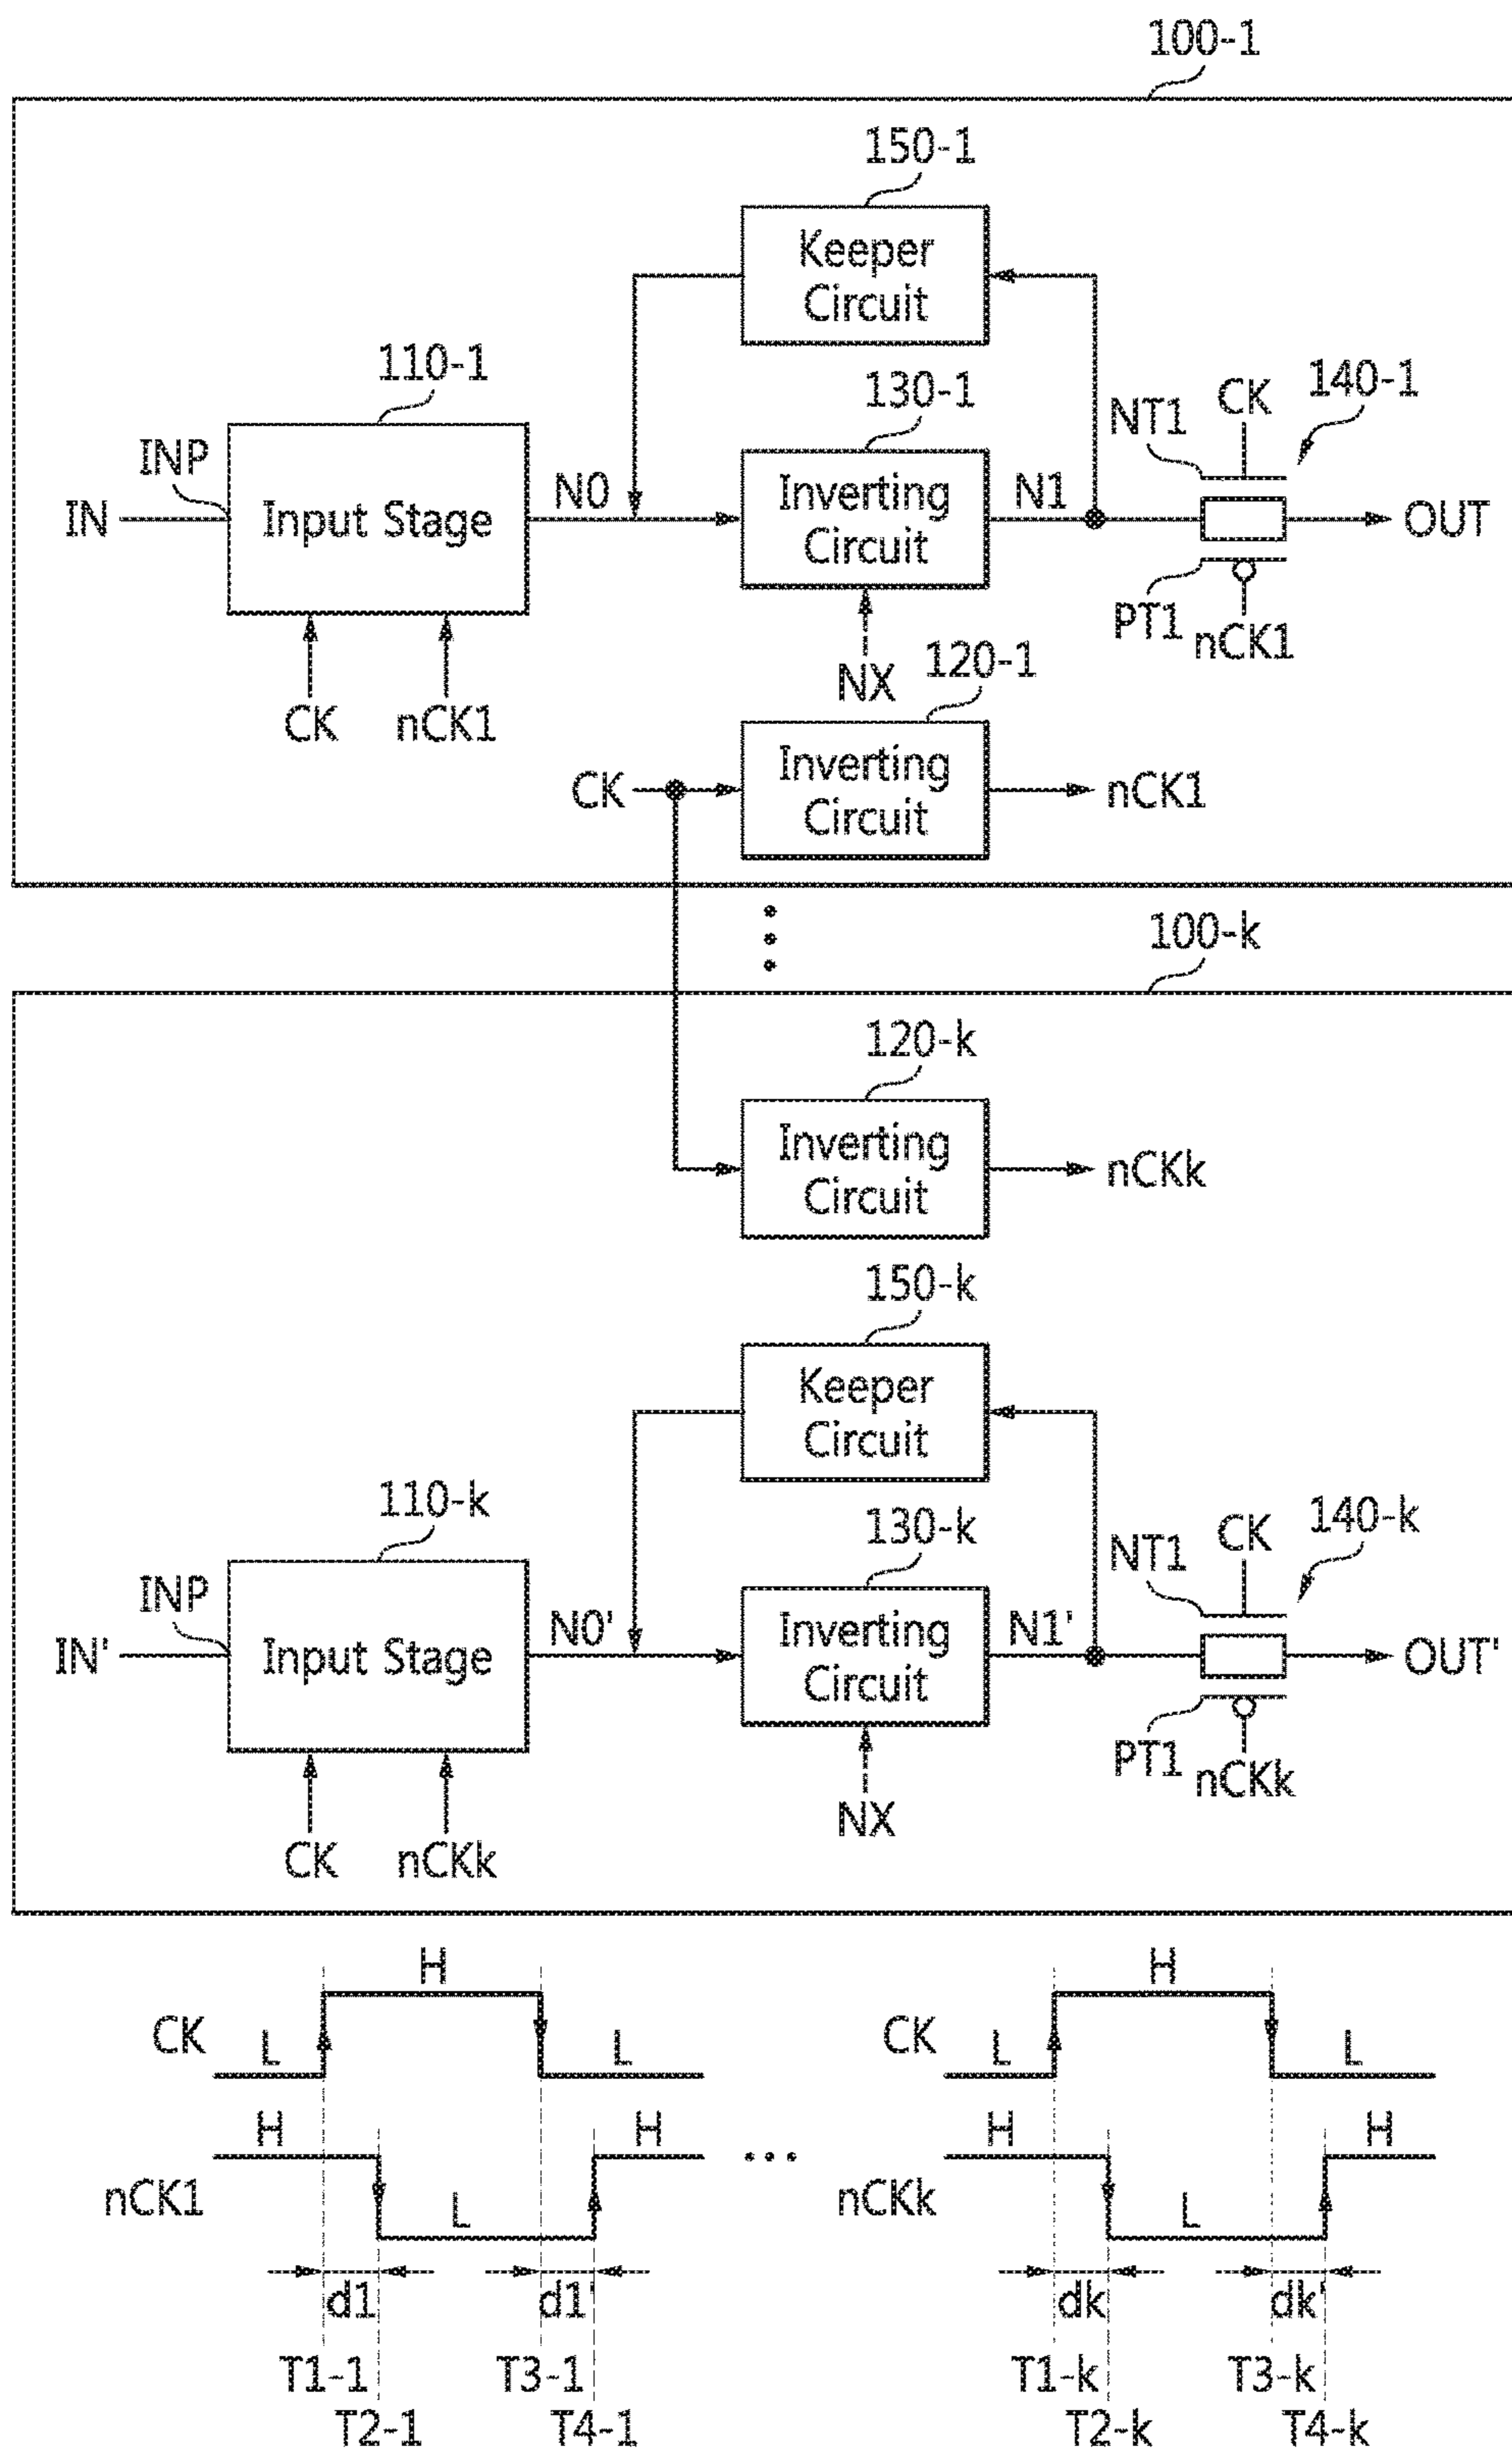 100-1
150-1
Keeper
Circuit
110-1
130-1
CK
140-1
NT1
INP
IN
Input Stage
N0
Inverting
Circuit
N1
OUT
PT1
nCK1
CK
nCK1
NX
120-1
CK
Inverting
Circuit
nCK1
100-k
120-k
Inverting
Circuit
nCKk
150-k
Keeper
Circuit
110-k
130-k
CK
140-k
NT1
INP
IN'
Input Stage
N0'
Inverting
Circuit
N1'
OUT'
PT1
nCKk
CK
nCKk
NX
H
CK
L
L
H
H
nCK1
L
d1
d1'
T1-1
T3-1
T2-1
T4-1
H
CK
L
L
H
H
nCKk
L
dk
dk'
T1-k
T3-k
T2-k
T4-k